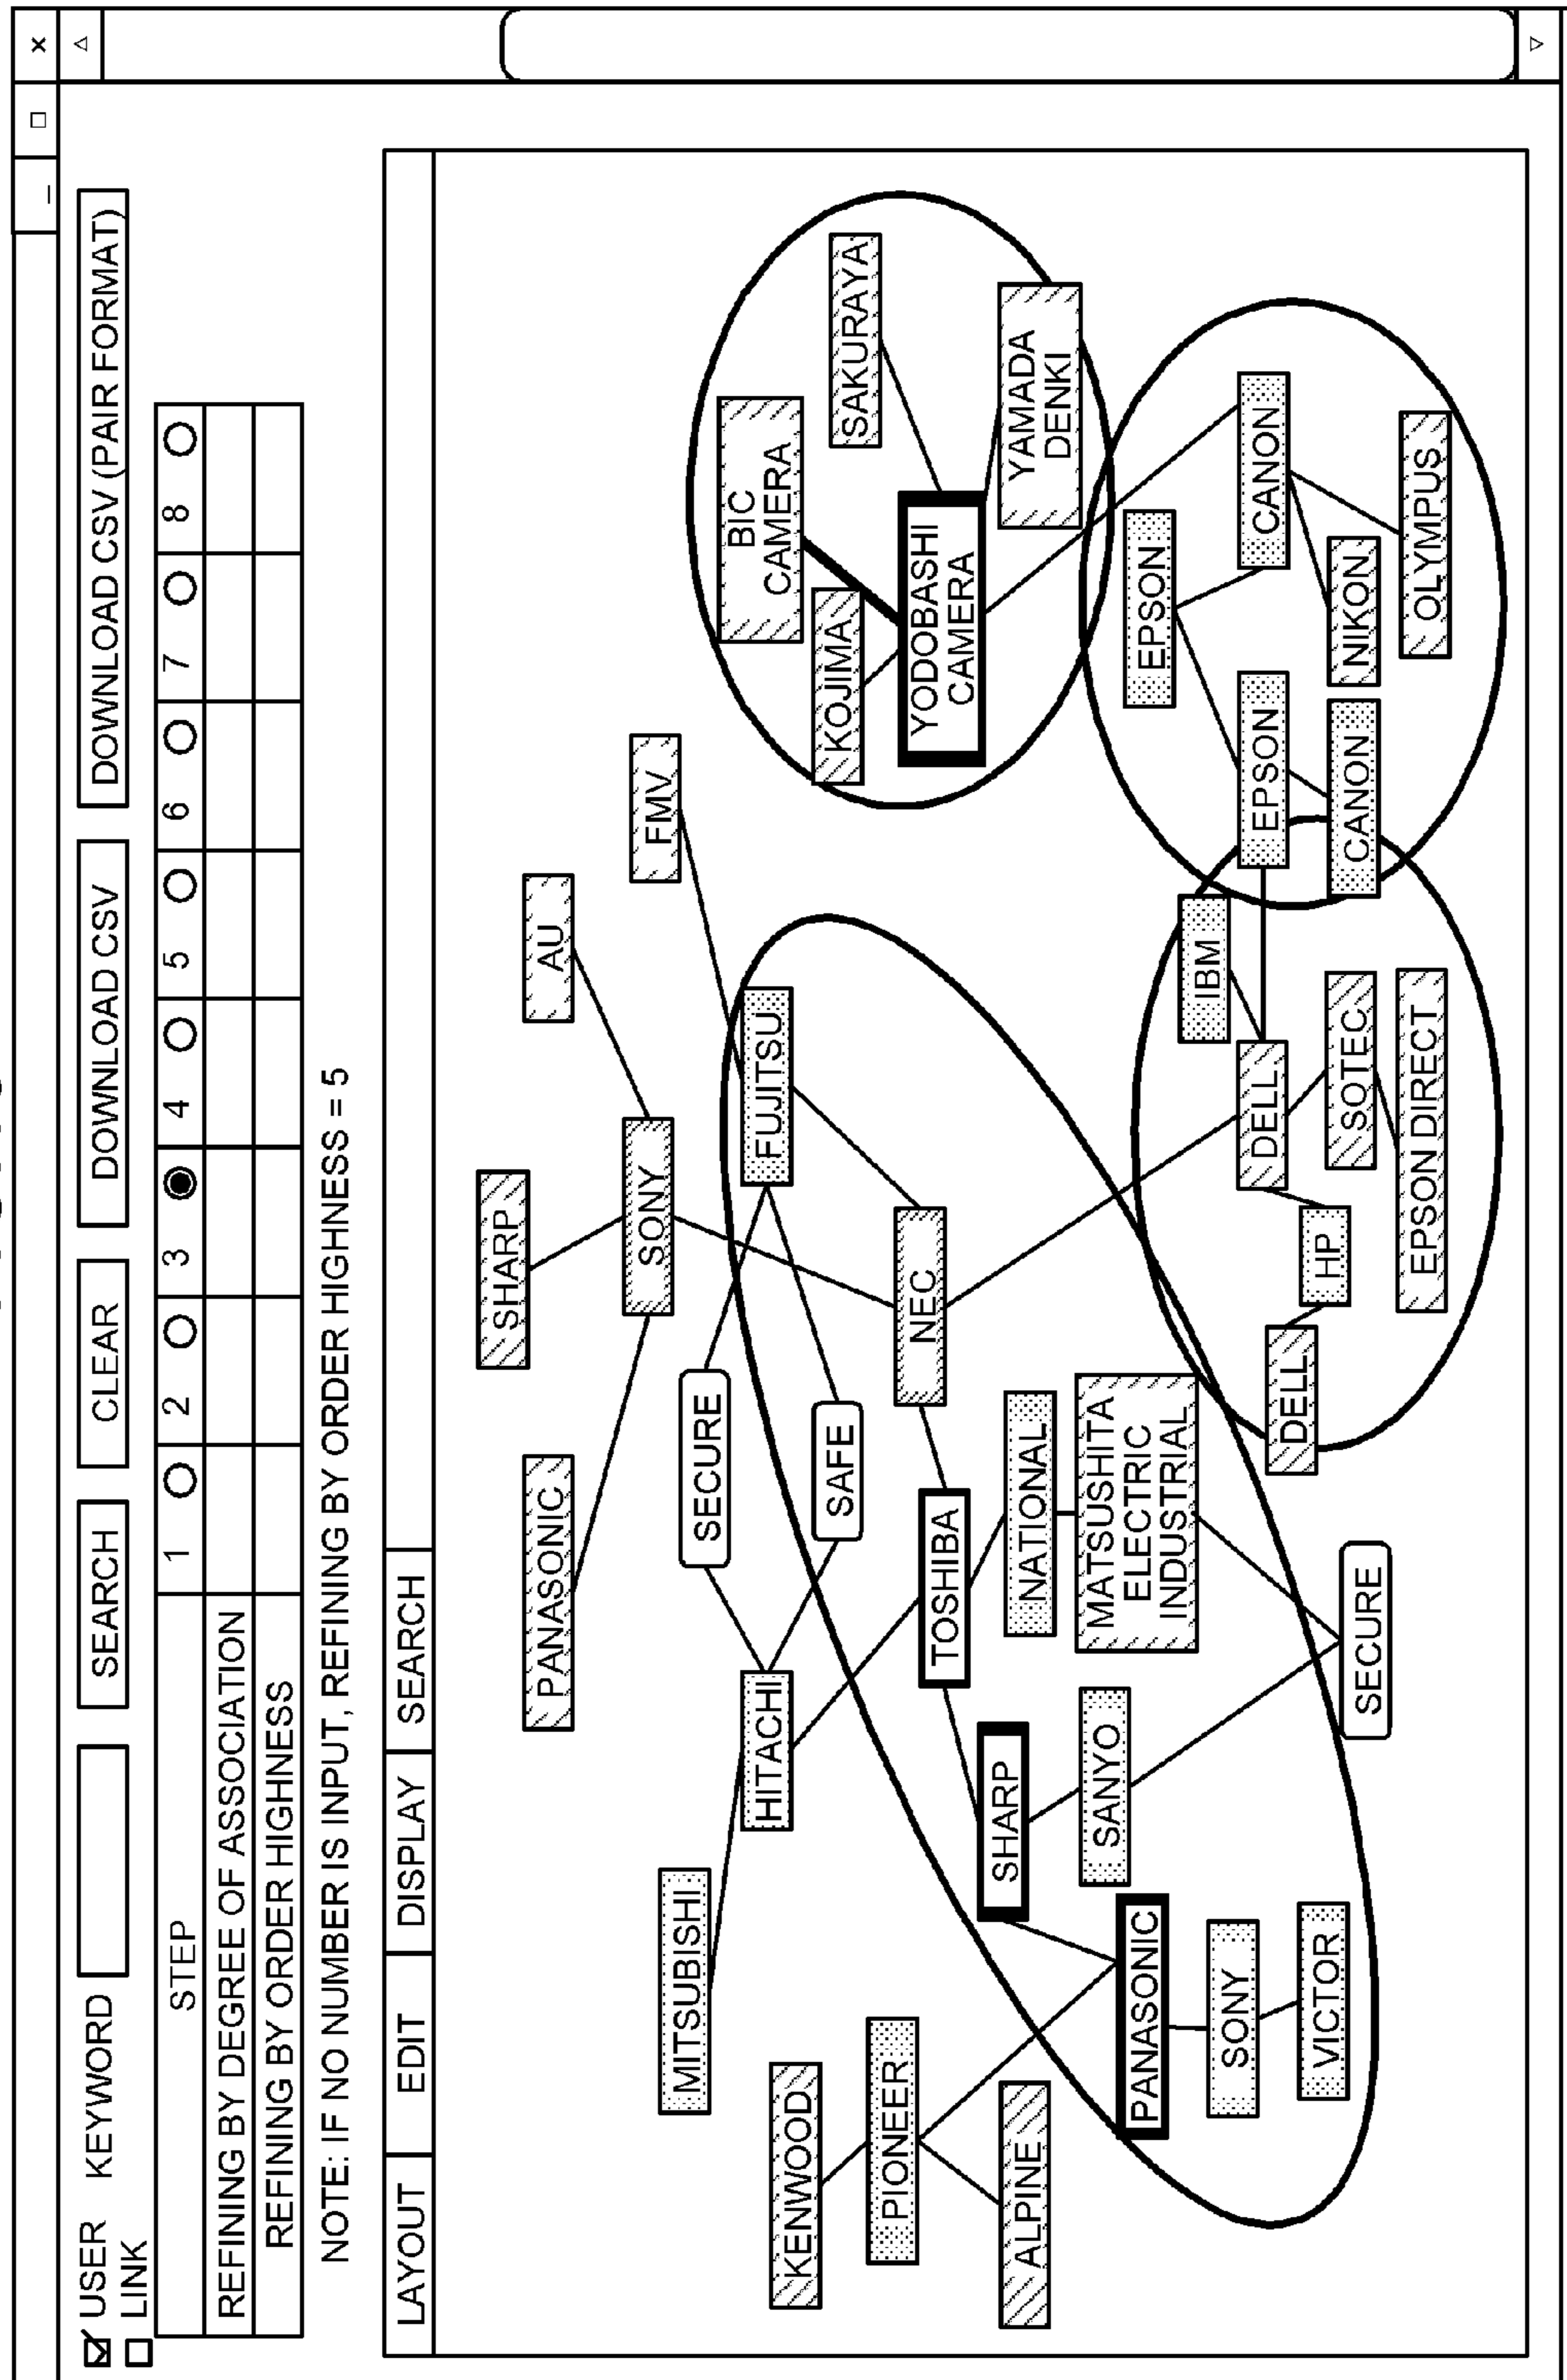 USER KEYWORD SEARCH CLEAR DOWNLOAD CSV DOWNLOAD CSV (PAIR FORMAT)
LINK
STEP 1 2 3 4 5 6 7 8
REFINING BY DEGREE OF ASSOCIATION
REFINING BY ORDER HIGHNESS
NOTE: IF NO NUMBER IS INPUT, REFINING BY ORDER HIGHNESS = 5
LAYOUT EDIT DISPLAY SEARCH
SHARP
PANASONIC
AU
SONY
FMV
MITSUBISHI
SECURE
BIC
CAMERA
HITACHI
FUJITSU
KENWOOD
SAFE
KOJIMA
SAKURAYA
PIONEER
NEC
YODOBASHI
CAMERA
TOSHIBA
SHARP
ALPINE
NATIONAL
YAMADA
DENKI
MATSUSHITA
ELECTRIC
INDUSTRIAL
SANYO
PANASONIC
EPSON
IBM
SONY
DELL
EPSON
CANON
DELL
HP
VICTOR
SOTEC
CANON
NIKON
SECURE
EPSON DIRECT
OLYMPUS